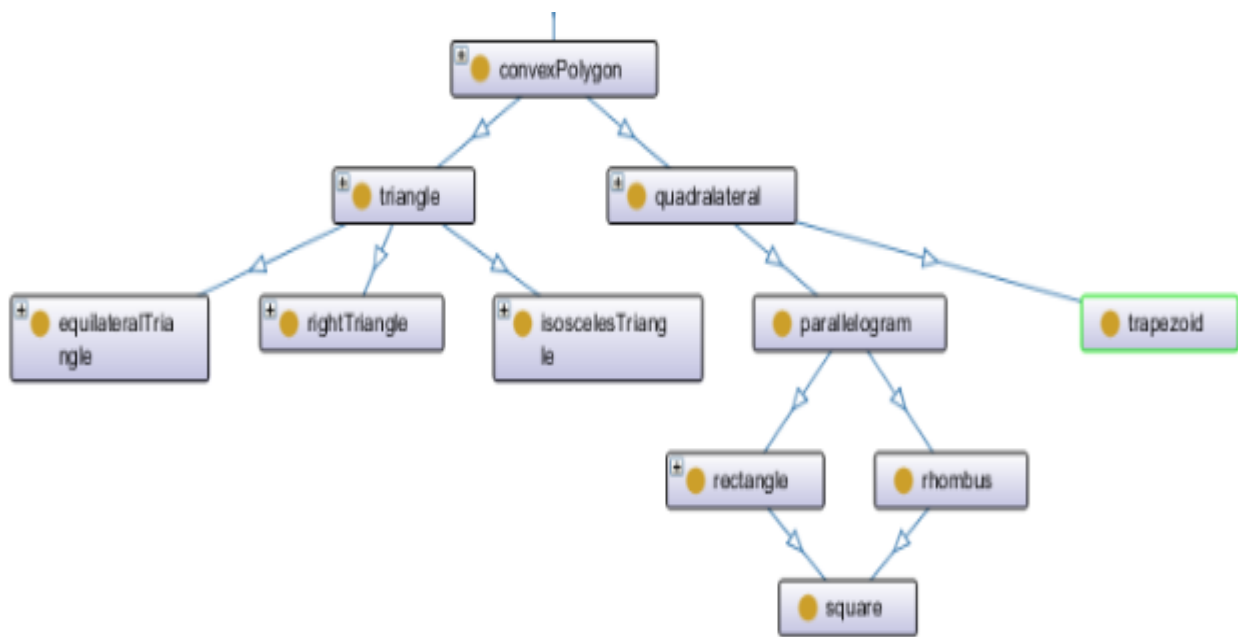 convexPolygon
triangle
quadralateral
equilateralTria
ngle
rightTriangle
isoscelesTriang
le
parallelogram
trapezoid
rectangle
rhombus
square